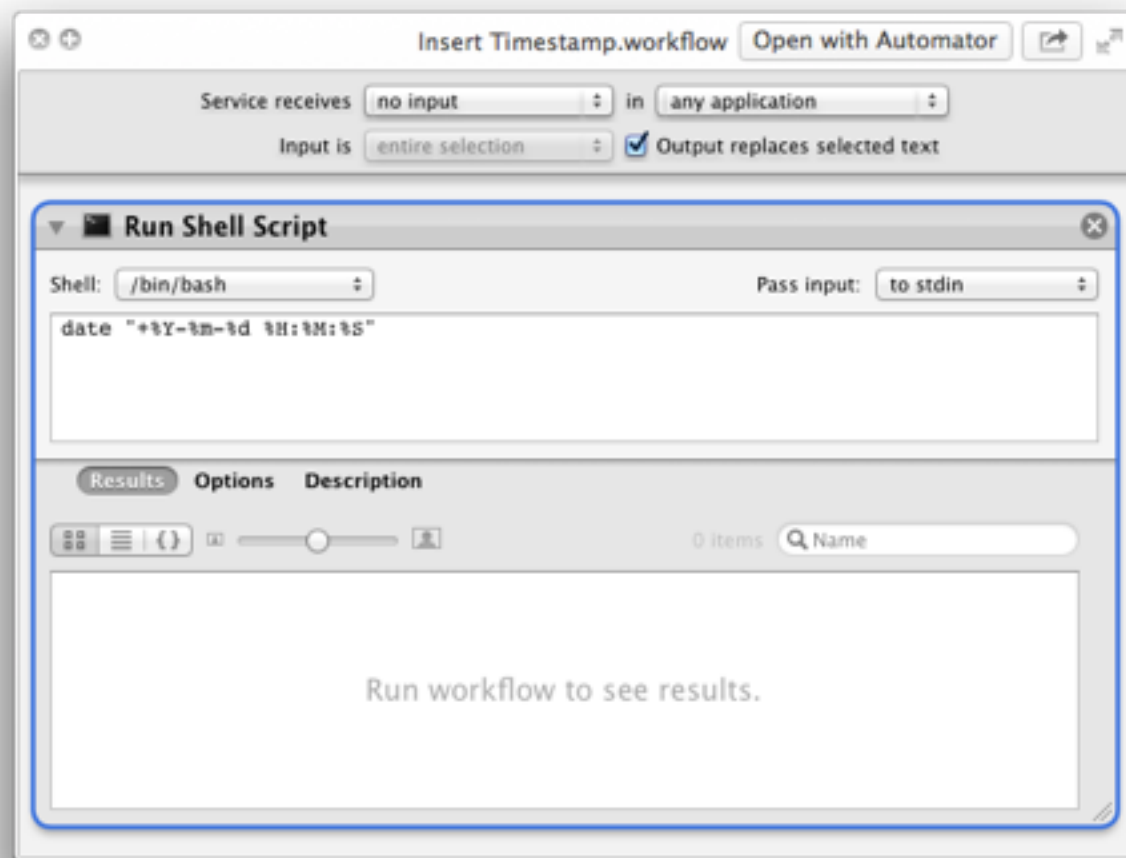 Insert Timestamp.workflow Open with Automator
Service receives no input in any application
Input is entire selection Output replaces selected text
Run Shell Script
Shell: /bin/bash Pass input: to stdin
date "+%Y-%m-%d %H:%M:%S"
Results Options Description
{} 0 items Name
Run workflow to see results.